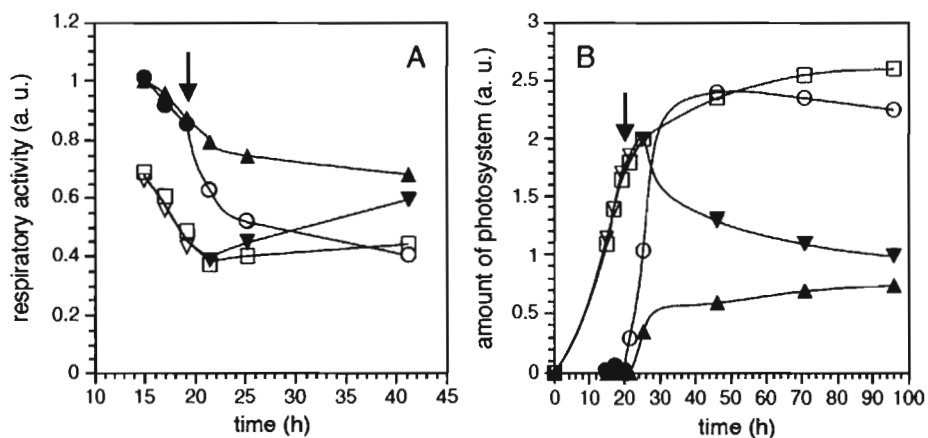 A
respiratory activity (a. u.)
1.2
1
0.8
0.6
0.4
0.2
0
10 15 20 25 30 35 40 45
time (h)
B
amount of photosystem (a. u.)
3
2.5
2
1.5
1
0.5
0
0 10 20 30 40 50 60 70 80 90 100
time (h)